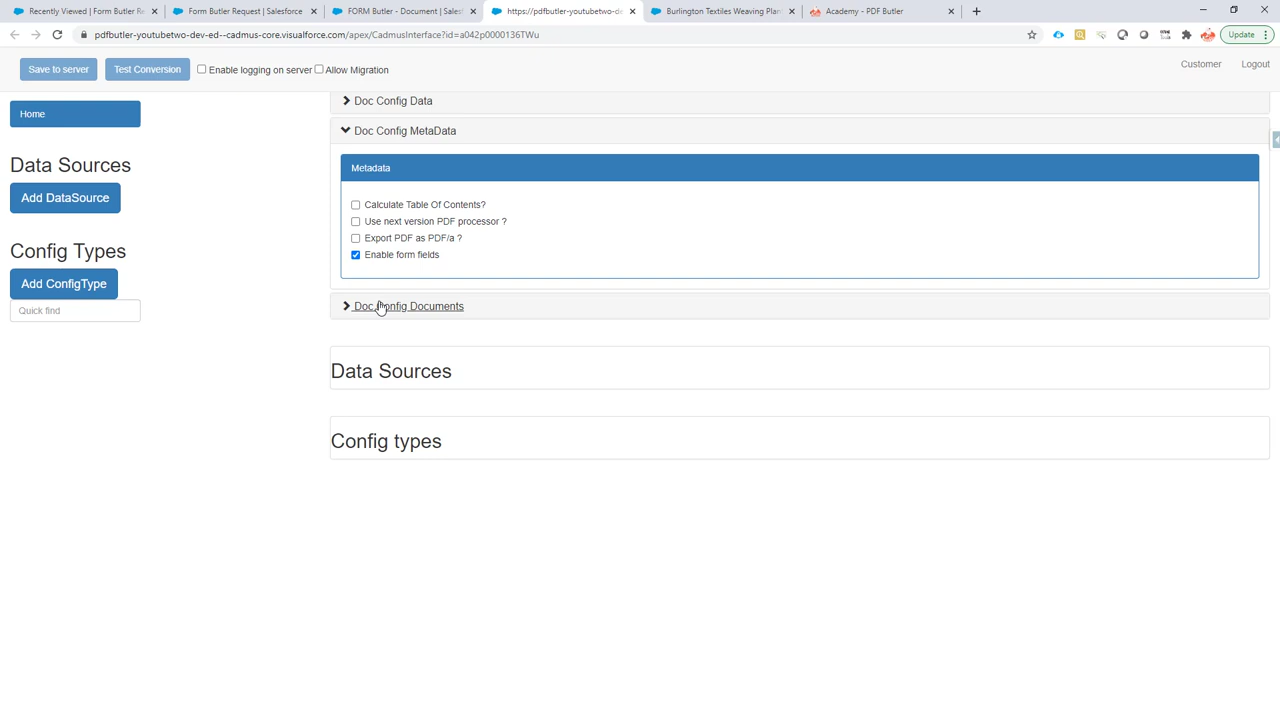 Recently Viewed | Form Butler Re
Form Butler Request | Salesforce
FORM Butler - Document | Salesf
https://pdfbutler-youtubetwo-de
Burlington Textiles Weaving Plan
Academy - PDF Butler
pdfbutler-youtubetwo-dev-ed--cadmus-core.visualforce.com/apex/CadmusInterface?id=a042p0000136TWu
Update
Save to server
Test Conversion
Enable logging on server
Allow Migration
Customer
Logout
Home
Data Sources
Add DataSource
Config Types
Add ConfigType
Quick find
Doc Config Data
Doc Config MetaData
Metadata
Calculate Table Of Contents?
Use next version PDF processor ?
Export PDF as PDF/a ?
Enable form fields
Doc Config Documents
Data Sources
Config types